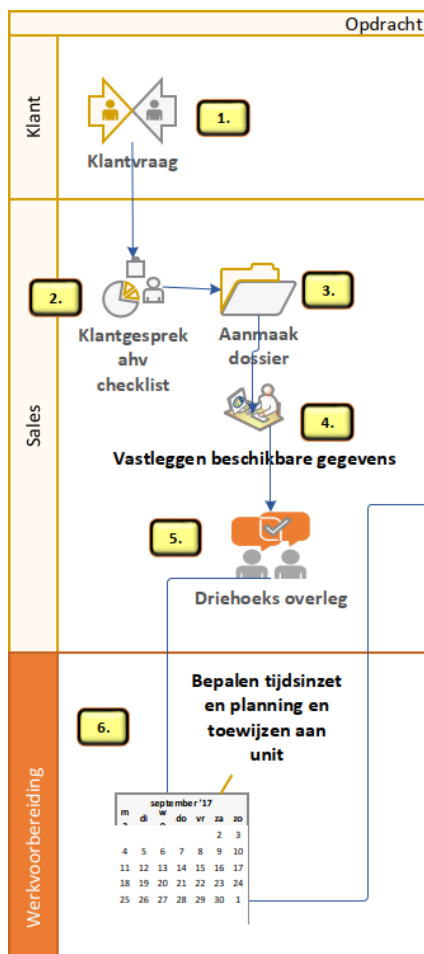 Opdracht
Klant
1.
Klantvraag
Sales
2.
3.
Klantgesprek
ahv
checklist
Aanmaak
dossier
4.
Vastleggen beschikbare gegevens
5.
Driehoeks overleg
Werkvoorbereiding
6.
Bepalen tijdsinzet
en planning en
toewijzen aan
unit
september '17
di do vr za zo
2 3
4 5 6 7 8 9 10
11 12 13 14 15 16 17
18 19 20 21 22 23 24
25 26 27 28 29 30 1